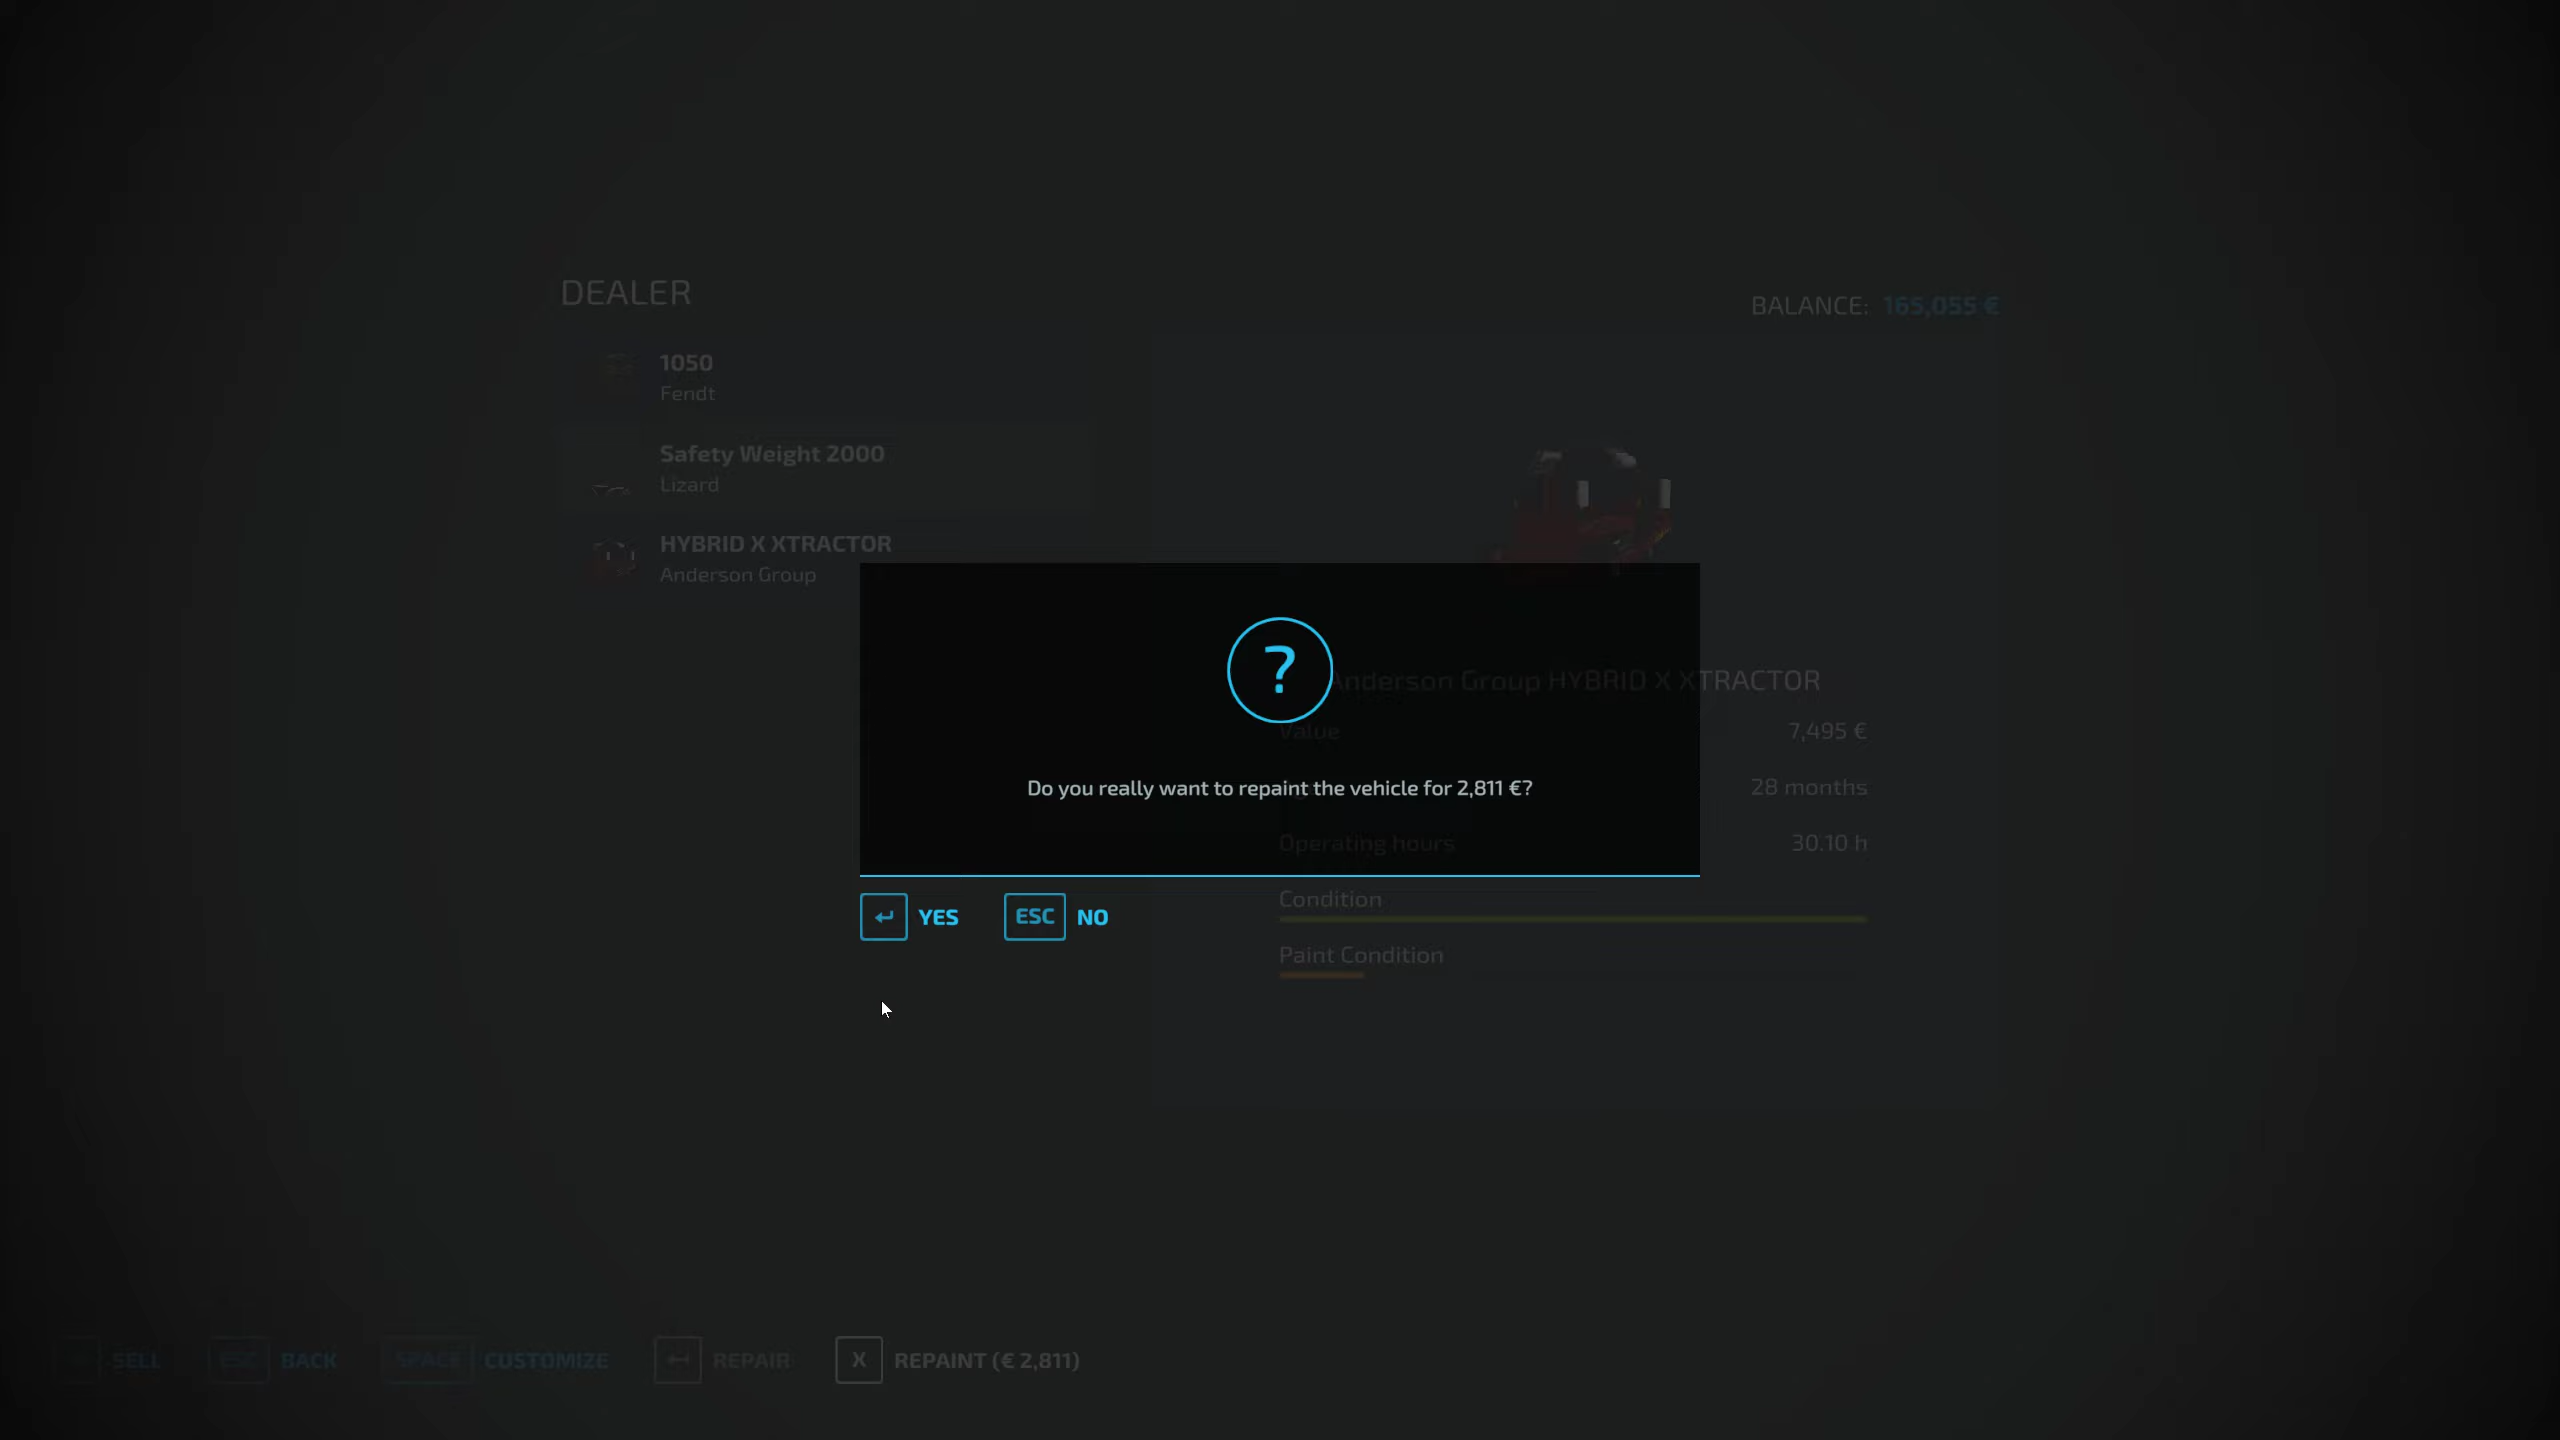 DEALER
BALANCE: 165,055 €
1050
Fendt
Safety Weight 2000
Lizard
HYBRID X XTRACTOR
Anderson Group
?
Anderson Group HYBRID X XTRACTOR
Value 7,495 €
Do you really want to repaint the vehicle for 2,811 €?
28 months
Operating hours 30.10 h
Condition
YES ESC NO
Paint Condition
SELL ESC BACK SPACE CUSTOMIZE REPAIR X REPAINT (€ 2,811)